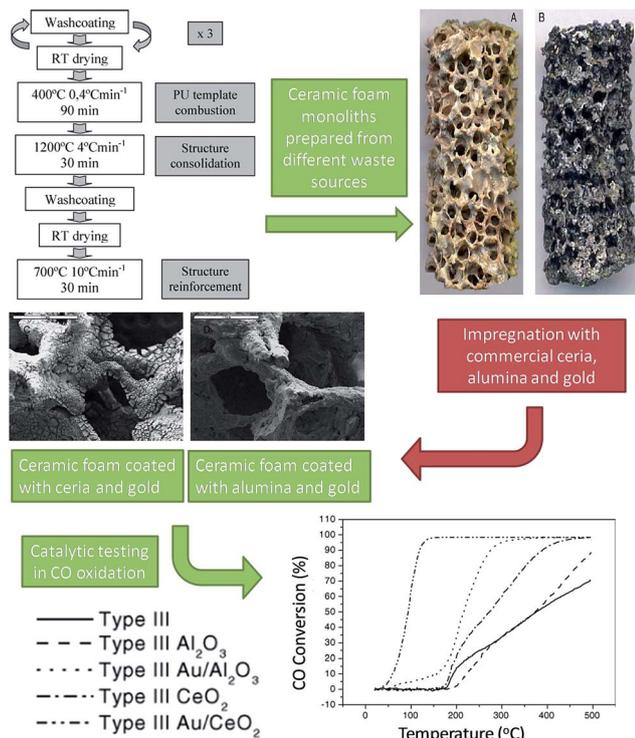 Washcoating
x 3
RT drying
400ºC 0,4ºCmin-1
90 min
PU template
combustion
1200ºC 4ºCmin-1
30 min
Structure
consolidation
Washcoating
RT drying
700ºC 10ºCmin-1
30 min
Structure
reinforcement
Ceramic foam
monoliths
prepared from
different waste
sources
A
B
Impregnation with
commercial ceria,
alumina and gold
C
D
Ceramic foam coated
with ceria and gold
Ceramic foam coated
with alumina and gold
Catalytic testing
in CO oxidation
Type III
Type III Al2O3
Type III Au/Al2O3
Type III CeO2
Type III Au/CeO2
CO Conversion (%)
110
100
90
80
70
60
50
40
30
20
10
0
-10
0 100 200 300 400 500
Temperature (ºC)